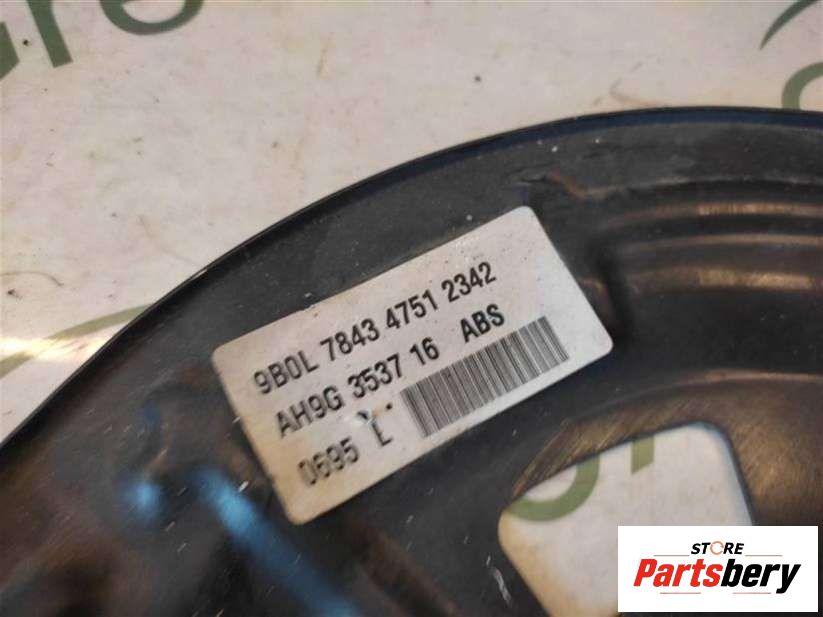 9B0L 7843 4751 2342
AH9G 3537 16 ABS
0695 L
STORE
Partsbery